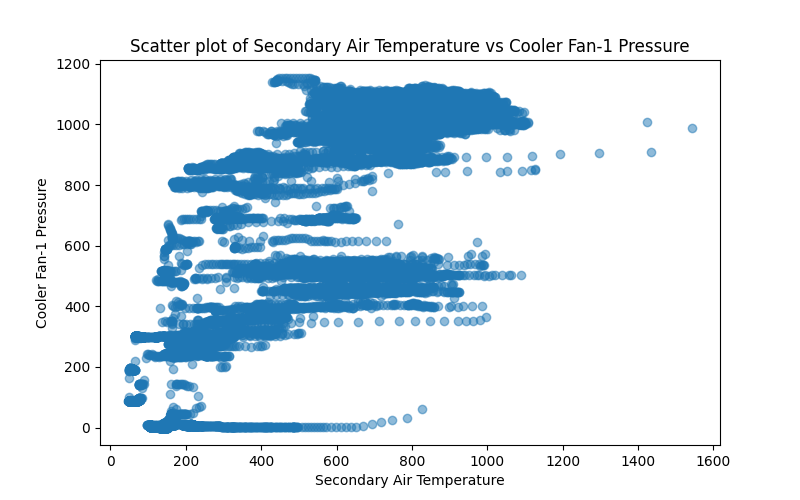 Scatter plot of Secondary Air Temperature vs Cooler Fan-1 Pressure
1200
1000
800
600
400
200
0
Cooler Fan-1 Pressure
0 200 400 600 800 1000 1200 1400 1600
Secondary Air Temperature